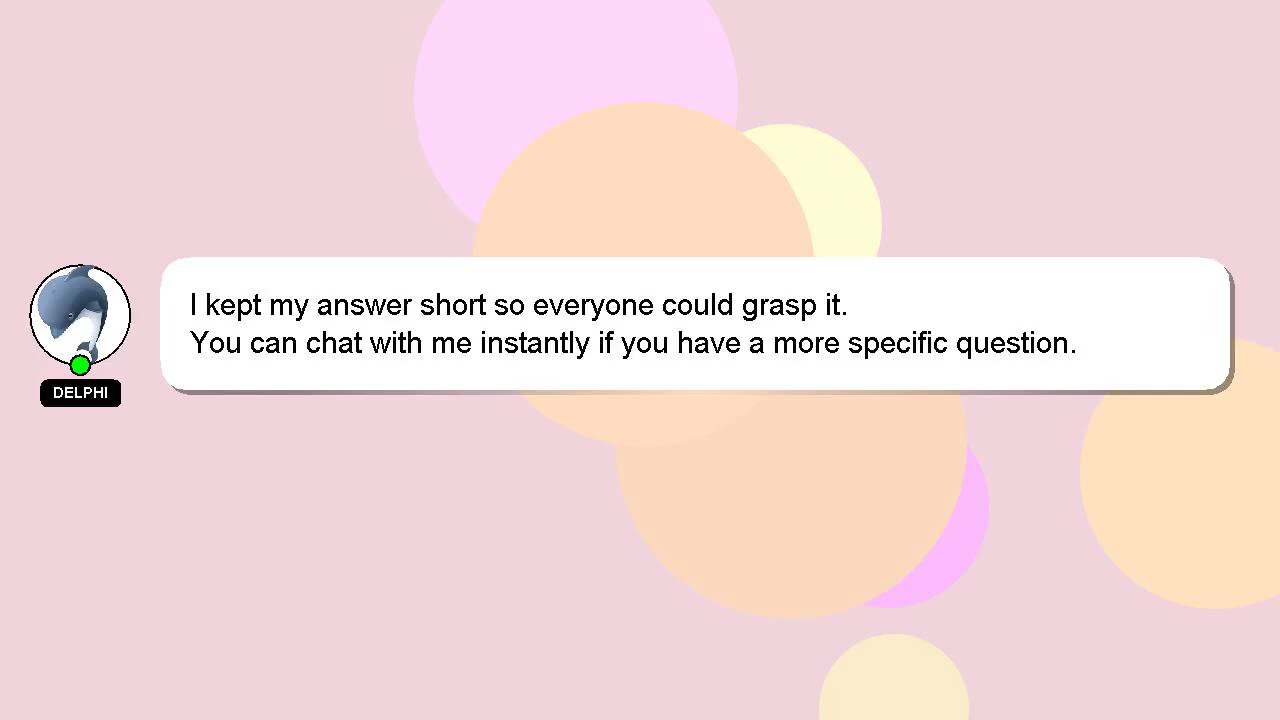 I kept my answer short so everyone could grasp it.
You can chat with me instantly if you have a more specific question.
DELPHI